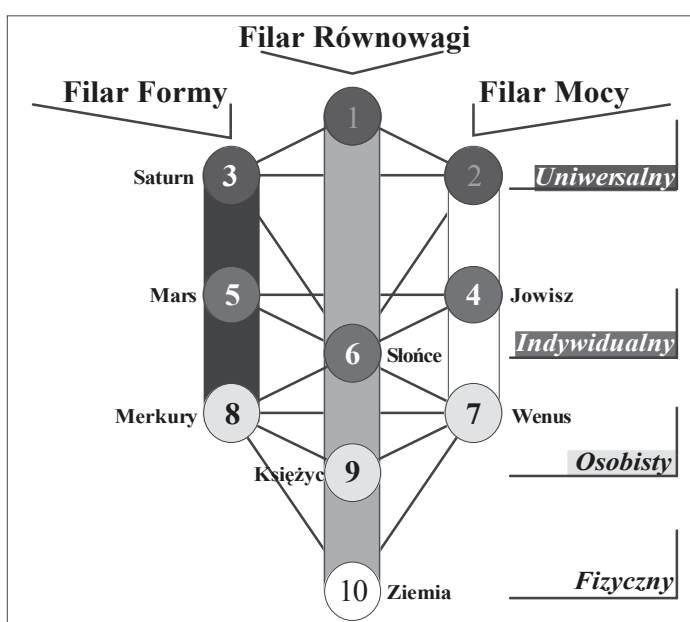 Filar Równowagi
Filar Formy
Filar Mocy
1
Saturn
3
2
Uniwersalny
Mars
5
4
Jowisz
6
Słońce
Indywidualny
Merkury
8
7
Wenus
Księżyc
9
Osobisty
10
Ziemia
Fizyczny